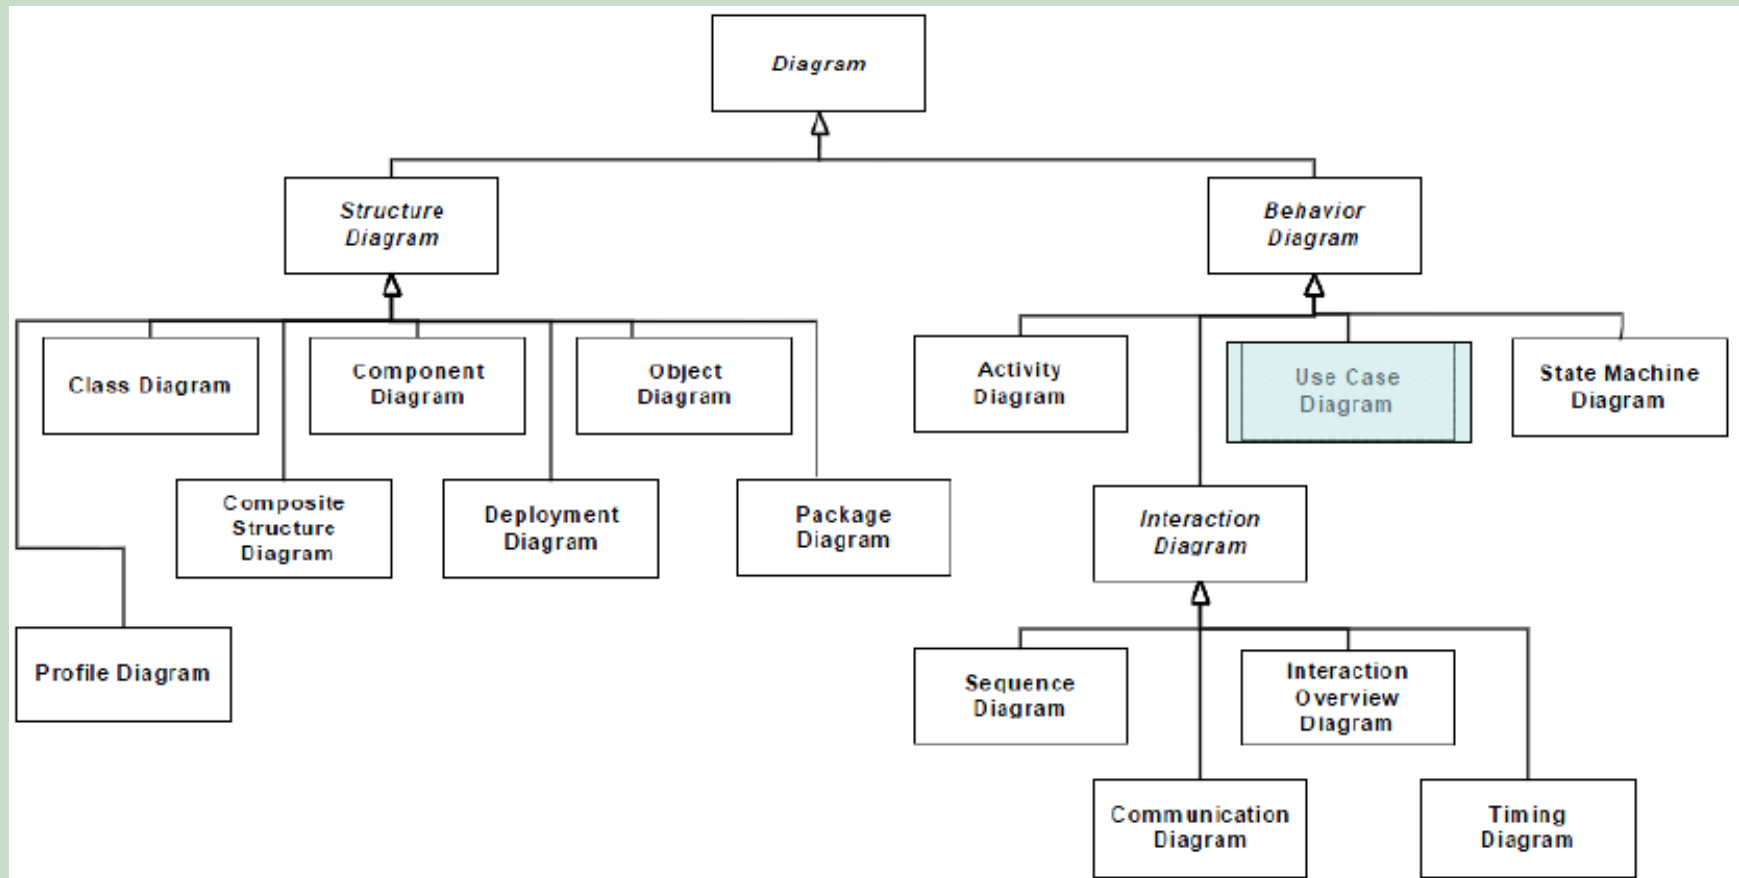 Diagram
Structure
Diagram
Behavior
Diagram
Class Diagram
Component
Diagram
Object
Diagram
Activity
Diagram
Use Case
Diagram
State Machine
Diagram
Composite
Structure
Diagram
Deployment
Diagram
Package
Diagram
Interaction
Diagram
Profile Diagram
Sequence
Diagram
Interaction
Overview
Diagram
Communication
Diagram
Timing
Diagram